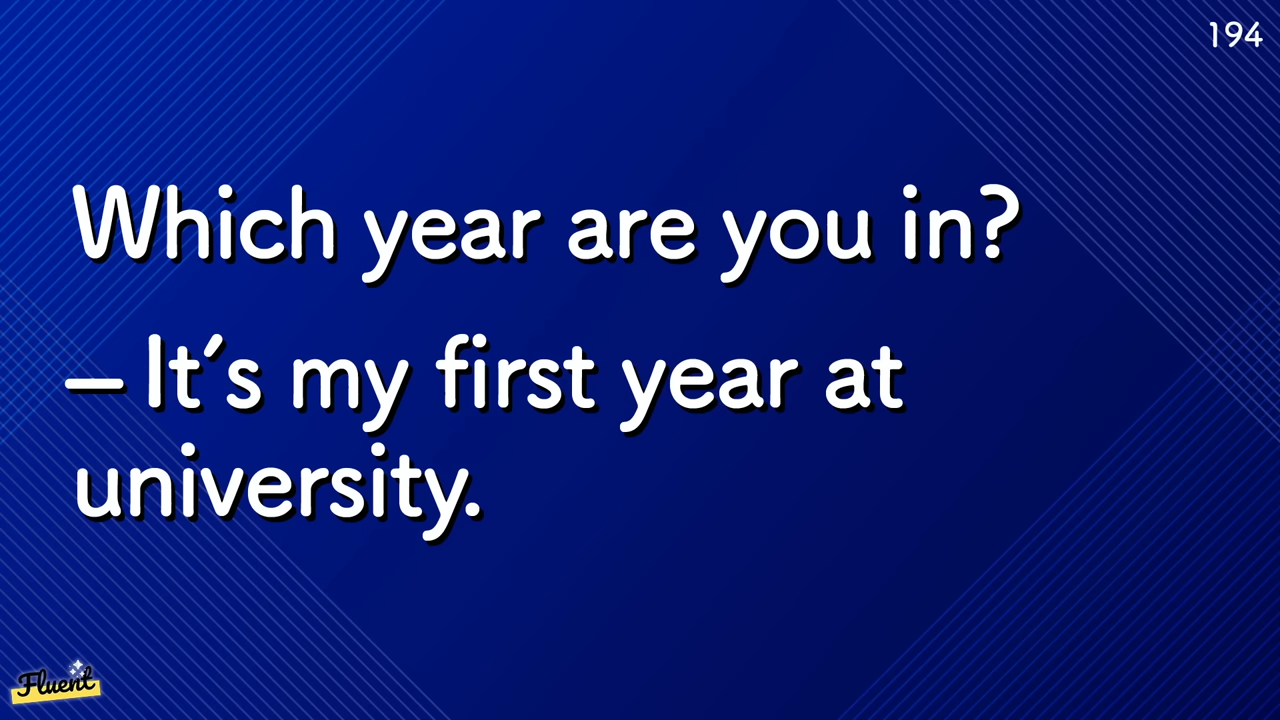 194
Which year are you in?
– It's my first year at
university.
Fluent